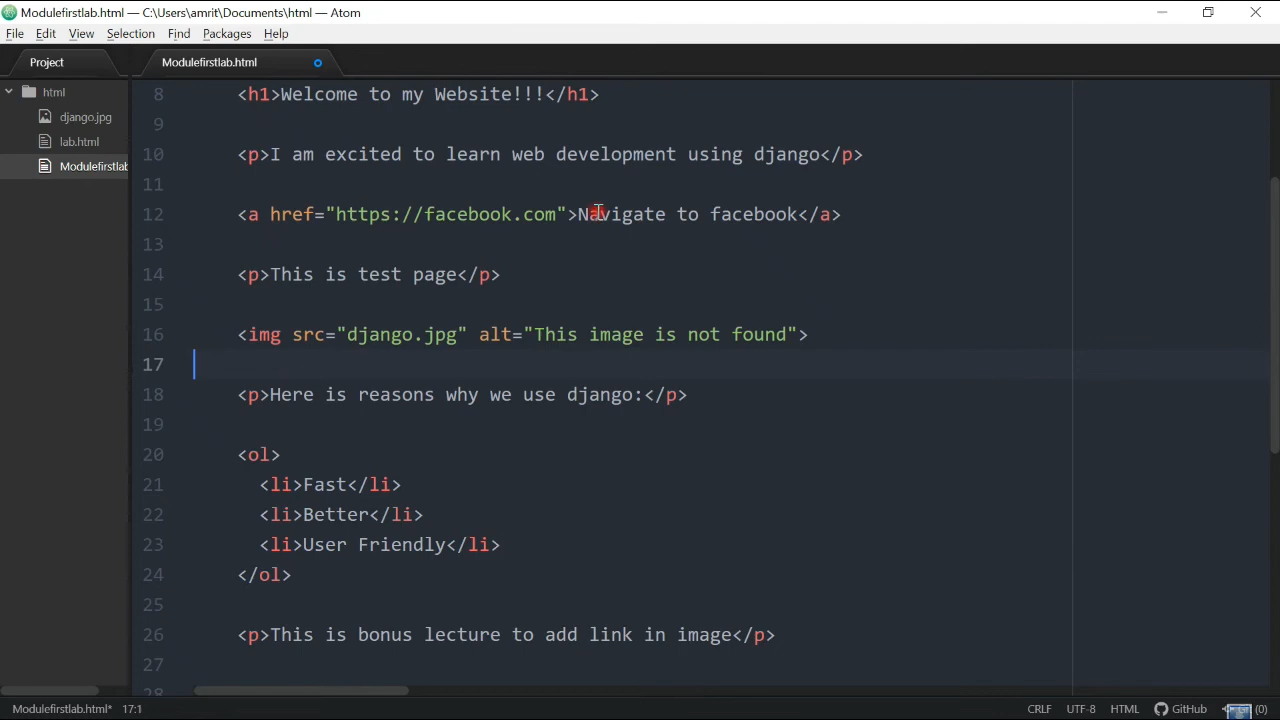 Modulefirstlab.html — C:\Users\amrit\Documents\html — Atom
File Edit View Selection Find Packages Help
Project Modulefirstlab.html
html
django.jpg
lab.html
Modulefirstlab
8 <h1>Welcome to my Website!!!</h1>
9
10 <p>I am excited to learn web development using django</p>
11
12 <a href="https://facebook.com">Navigate to facebook</a>
13
14 <p>This is test page</p>
15
16 <img src="django.jpg" alt="This image is not found">
17
18 <p>Here is reasons why we use django:</p>
19
20 <ol>
21 <li>Fast</li>
22 <li>Better</li>
23 <li>User Friendly</li>
24 </ol>
25
26 <p>This is bonus lecture to add link in image</p>
27
28
Modulefirstlab.html* 17:1 CRLF UTF-8 HTML GitHub (0)